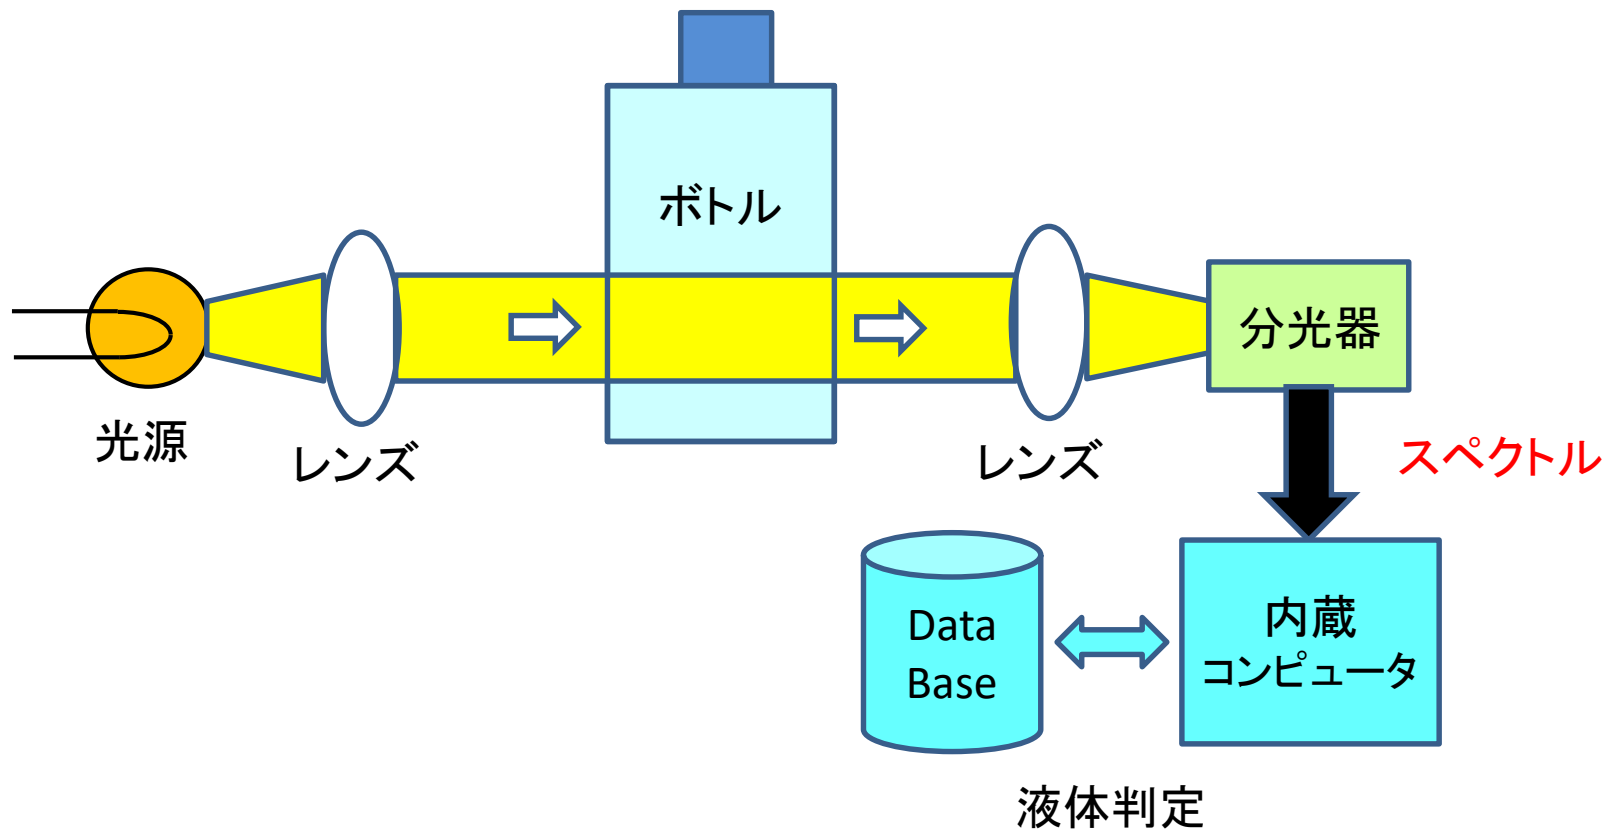 ボトル
分光器
光源
レンズ
レンズ
スペクトル
Data
Base
内蔵
コンピュータ
液体判定